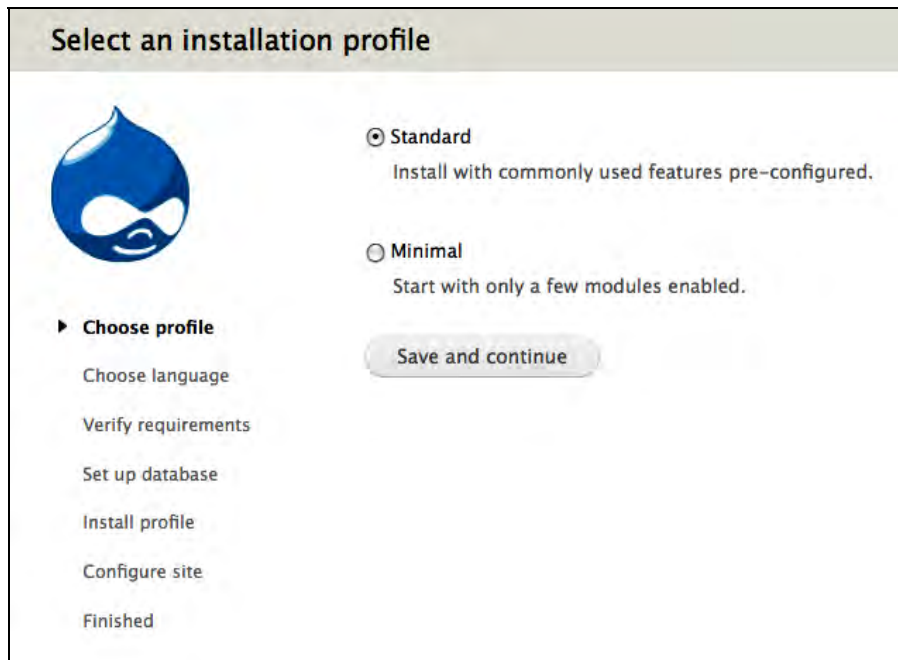 Select an installation profile
Standard
Install with commonly used features pre-configured.
Minimal
Start with only a few modules enabled.
Save and continue
Choose profile
Choose language
Verify requirements
Set up database
Install profile
Configure site
Finished